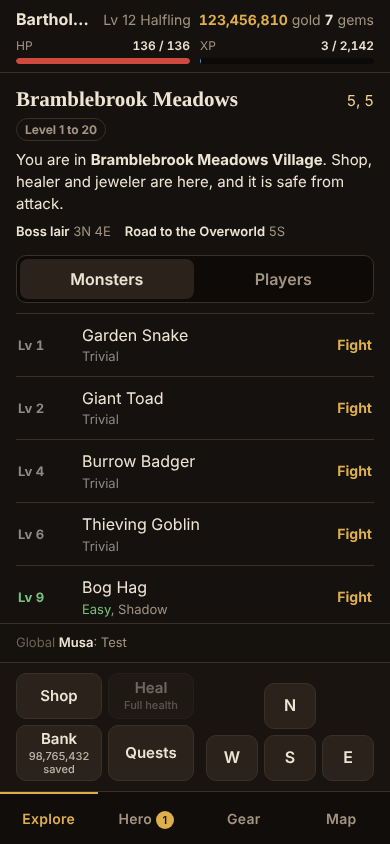 Barthol... Lv 12 Halfling 123,456,810 gold 7 gems
HP 136 / 136 XP 3 / 2,142
Bramblebrook Meadows 5, 5
Level 1 to 20
You are in Bramblebrook Meadows Village. Shop,
healer and jeweler are here, and it is safe from
attack.
Boss lair 3N 4E Road to the Overworld 5S
Monsters Players
Lv 1 Garden Snake Fight
Trivial
Lv 2 Giant Toad Fight
Trivial
Lv 4 Burrow Badger Fight
Trivial
Lv 6 Thieving Goblin Fight
Trivial
Lv 9 Bog Hag Fight
Easy, Shadow
Global Musa: Test
Shop Heal
Full health
N
Bank
98,765,432
saved
Quests
W S E
Explore Hero 1 Gear Map